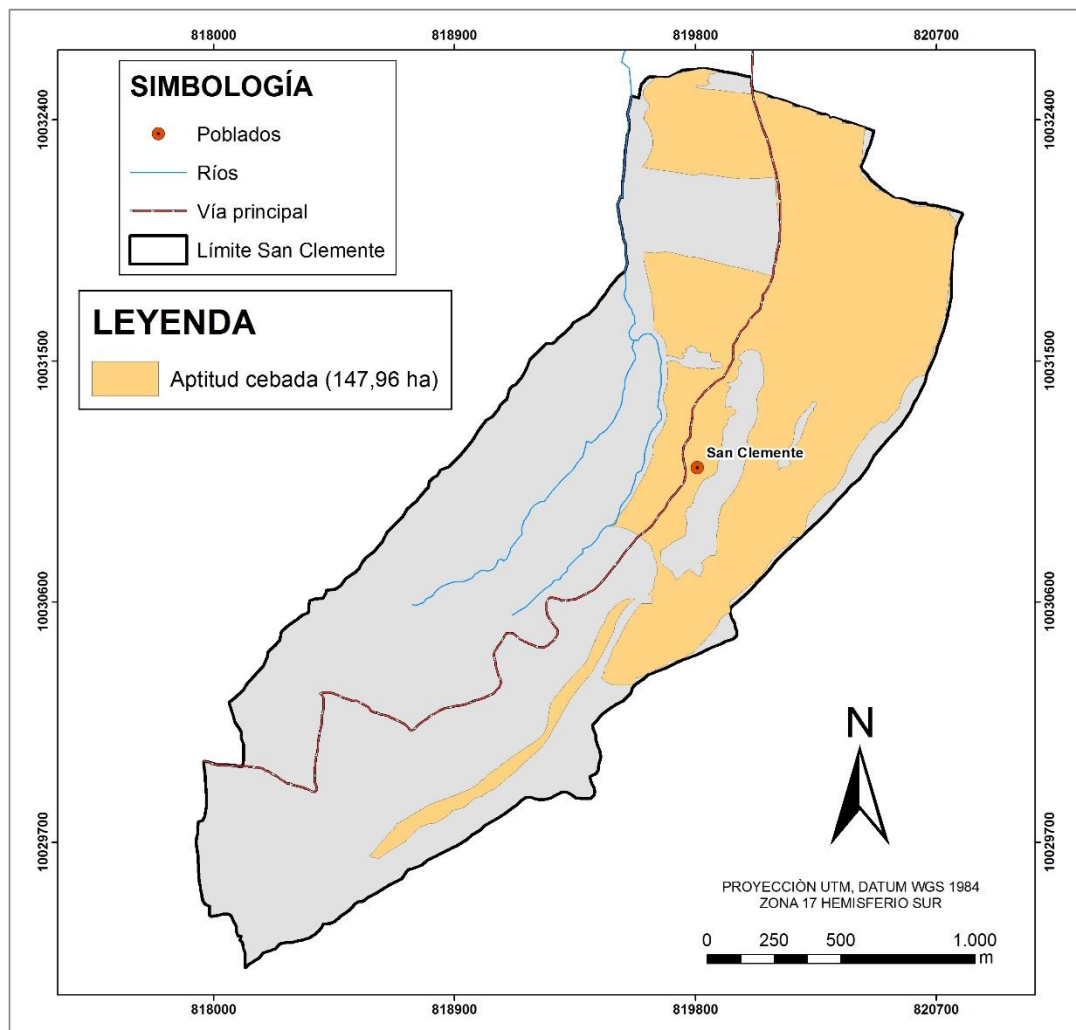 818000
818900
819800
820700
SIMBOLOGÍA
Poblados
Ríos
Vía principal
Límite San Clemente
LEYENDA
Aptitud cebada (147,96 ha)
10032400
10032400
10031500
10031500
San Clemente
10030600
10030600
N
10029700
10029700
PROYECCIÒN UTM, DATUM WGS 1984
ZONA 17 HEMISFERIO SUR
0 250 500 1.000
m
818000
818900
819800
820700